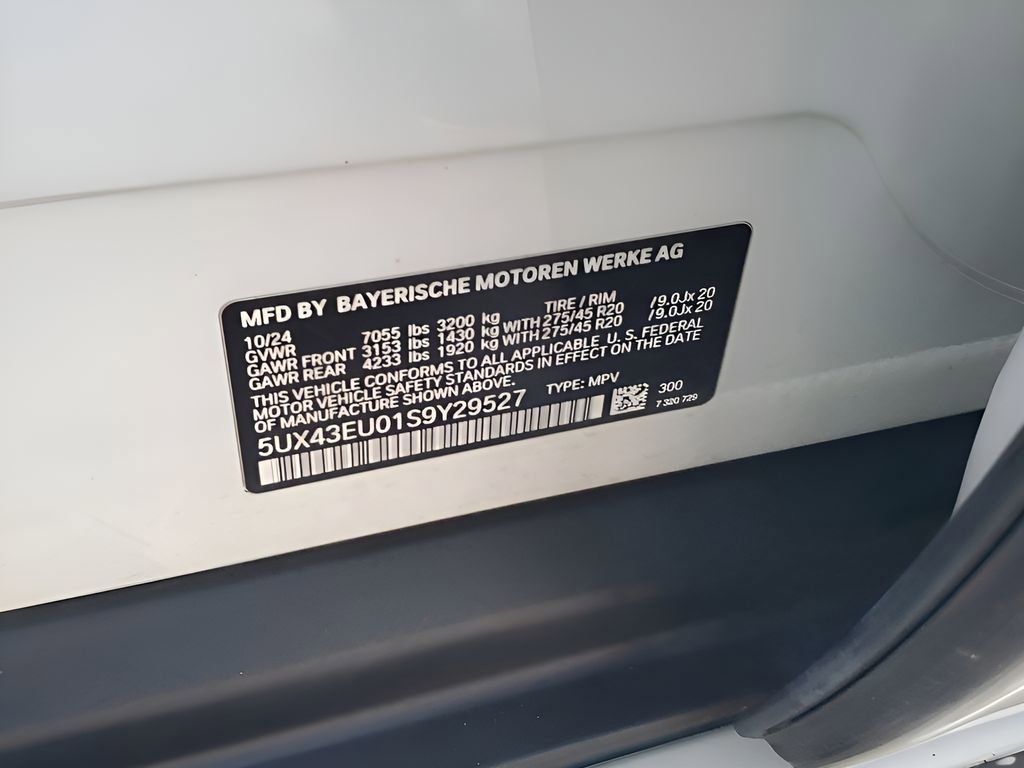 MFD BY BAYERISCHE MOTOREN WERKE AG
10/24 TIRE / RIM
GVWR 7055 lbs 3200 kg
GAWR FRONT 3153 lbs 1430 kg WITH 275/45 R20 /9.0Jx 20
GAWR REAR 4233 lbs 1920 kg WITH 275/45 R20 /9.0Jx 20
THIS VEHICLE CONFORMS TO ALL APPLICABLE U. S. FEDERAL
MOTOR VEHICLE SAFETY STANDARDS IN EFFECT ON THE DATE
OF MANUFACTURE SHOWN ABOVE.
TYPE: MPV
5UX43EU01S9Y29527
300
7 320 729